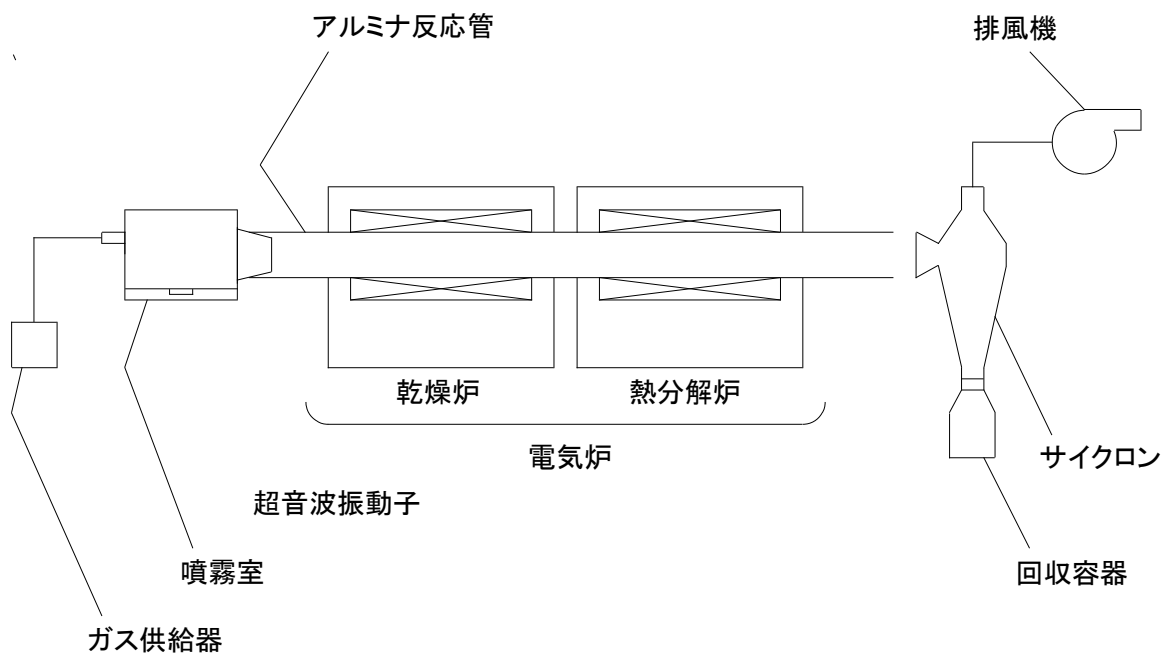 アルミナ反応管
排風機
乾燥炉
熱分解炉
電気炉
サイクロン
超音波振動子
噴霧室
回収容器
ガス供給器